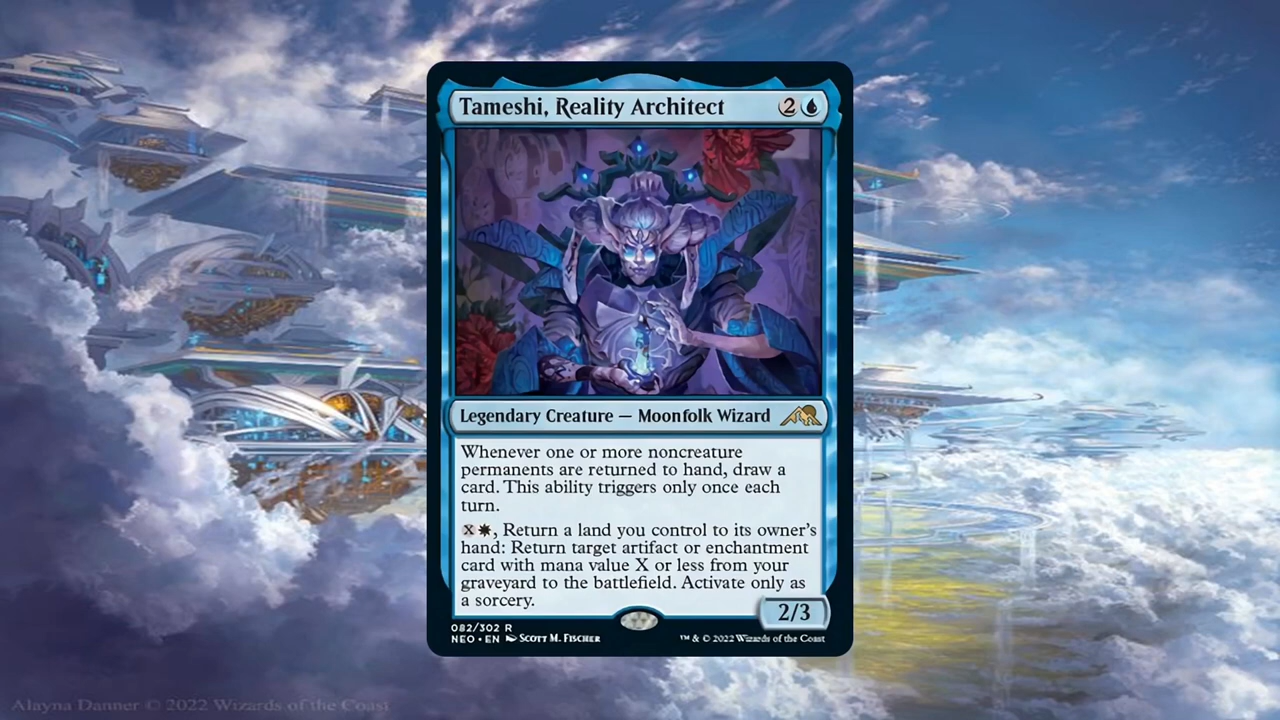 Tameshi, Reality Architect 2
Legendary Creature — Moonfolk Wizard
Whenever one or more noncreature
permanents are returned to hand, draw a
card. This ability triggers only once each
turn.
X, Return a land you control to its owner's
hand: Return target artifact or enchantment
card with mana value X or less from your
graveyard to the battlefield. Activate only as
a sorcery.
2/3
082/302 R
NEO • EN Scott M. Fischer
™ & © 2022 Wizards of the Coast
Alayna Danner © 2022 Wizards of the Coast